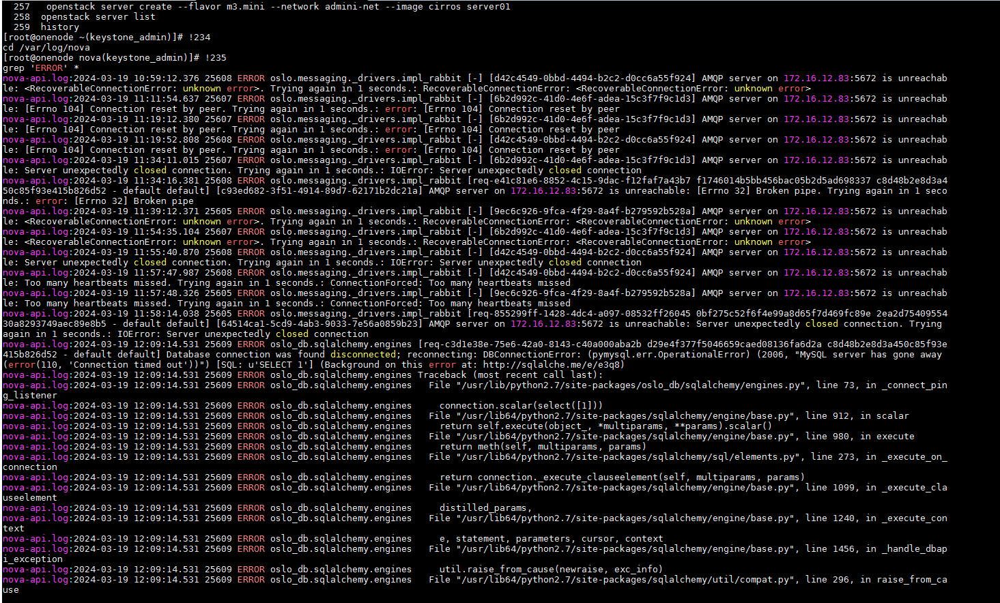 257   openstack server create --flavor m3.mini --network admini-net --image cirros server01
258  openstack server list
259  history
[root@onenode ~(keystone_admin)]# !234
cd /var/log/nova
[root@onenode nova(keystone_admin)]# !235
grep 'ERROR' *
nova-api.log:2024-03-19 10:59:12.376 25608 ERROR oslo.messaging._drivers.impl_rabbit [-] [d42c4549-0bbd-4494-b2c2-d0cc6a55f924] AMQP server on 172.16.12.83:5672 is unreachab
le: <RecoverableConnectionError: unknown error>. Trying again in 1 seconds.: RecoverableConnectionError: <RecoverableConnectionError: unknown error>
nova-api.log:2024-03-19 11:11:54.637 25607 ERROR oslo.messaging._drivers.impl_rabbit [-] [6b2d992c-41d0-4e6f-adea-15c3f7f9c1d3] AMQP server on 172.16.12.83:5672 is unreachab
le: [Errno 104] Connection reset by peer. Trying again in 1 seconds.: error: [Errno 104] Connection reset by peer
nova-api.log:2024-03-19 11:19:12.380 25607 ERROR oslo.messaging._drivers.impl_rabbit [-] [6b2d992c-41d0-4e6f-adea-15c3f7f9c1d3] AMQP server on 172.16.12.83:5672 is unreachab
le: [Errno 104] Connection reset by peer. Trying again in 1 seconds.: error: [Errno 104] Connection reset by peer
nova-api.log:2024-03-19 11:19:52.808 25608 ERROR oslo.messaging._drivers.impl_rabbit [-] [d42c4549-0bbd-4494-b2c2-d0cc6a55f924] AMQP server on 172.16.12.83:5672 is unreachab
le: [Errno 104] Connection reset by peer. Trying again in 1 seconds.: error: [Errno 104] Connection reset by peer
nova-api.log:2024-03-19 11:34:11.015 25607 ERROR oslo.messaging._drivers.impl_rabbit [-] [6b2d992c-41d0-4e6f-adea-15c3f7f9c1d3] AMQP server on 172.16.12.83:5672 is unreachab
le: Server unexpectedly closed connection. Trying again in 1 seconds.: IOError: Server unexpectedly closed connection
nova-api.log:2024-03-19 11:34:16.381 25608 ERROR oslo.messaging._drivers.impl_rabbit [req-e41c81e6-8852-4c15-9dac-f12faf7a43b7 f1746014b5bb456bac05b2d5ad698337 c8d48b2e8d3a4
50c85f93e415b826d52 - default default] [c93ed682-3f51-4914-89d7-62171b2dc21a] AMQP server on 172.16.12.83:5672 is unreachable: [Errno 32] Broken pipe. Trying again in 1 seco
nds.: error: [Errno 32] Broken pipe
nova-api.log:2024-03-19 11:39:12.371 25605 ERROR oslo.messaging._drivers.impl_rabbit [-] [9ec6c926-9fca-4f29-8a4f-b279592b528a] AMQP server on 172.16.12.83:5672 is unreachab
le: <RecoverableConnectionError: unknown error>. Trying again in 1 seconds.: RecoverableConnectionError: <RecoverableConnectionError: unknown error>
nova-api.log:2024-03-19 11:54:35.104 25607 ERROR oslo.messaging._drivers.impl_rabbit [-] [6b2d992c-41d0-4e6f-adea-15c3f7f9c1d3] AMQP server on 172.16.12.83:5672 is unreachab
le: <RecoverableConnectionError: unknown error>. Trying again in 1 seconds.: RecoverableConnectionError: <RecoverableConnectionError: unknown error>
nova-api.log:2024-03-19 11:55:40.870 25608 ERROR oslo.messaging._drivers.impl_rabbit [-] [d42c4549-0bbd-4494-b2c2-d0cc6a55f924] AMQP server on 172.16.12.83:5672 is unreachab
le: Server unexpectedly closed connection. Trying again in 1 seconds.: IOError: Server unexpectedly closed connection
nova-api.log:2024-03-19 11:57:47.987 25608 ERROR oslo.messaging._drivers.impl_rabbit [-] [d42c4549-0bbd-4494-b2c2-d0cc6a55f924] AMQP server on 172.16.12.83:5672 is unreachab
le: Too many heartbeats missed. Trying again in 1 seconds.: ConnectionForced: Too many heartbeats missed
nova-api.log:2024-03-19 11:57:48.326 25605 ERROR oslo.messaging._drivers.impl_rabbit [-] [9ec6c926-9fca-4f29-8a4f-b279592b528a] AMQP server on 172.16.12.83:5672 is unreachab
le: Too many heartbeats missed. Trying again in 1 seconds.: ConnectionForced: Too many heartbeats missed
nova-api.log:2024-03-19 11:58:14.038 25605 ERROR oslo.messaging._drivers.impl_rabbit [req-855299ff-1428-4dc4-a097-08532ff26045 0bf275c52f6f4e99a8d65f7d469fc89e 2ea2d75409554
30a8293749aec89e8b5 - default default] [64514ca1-5cd9-4ab3-9033-7e56a0859b23] AMQP server on 172.16.12.83:5672 is unreachable: Server unexpectedly closed connection. Trying
again in 1 seconds.: IOError: Server unexpectedly closed connection
nova-api.log:2024-03-19 12:09:14.531 25609 ERROR oslo_db.sqlalchemy.engines [req-c3d1e38e-75e6-42a0-8143-c40a000aba2b d29e4f377f5046659caed08136fa6d2a c8d48b2e8d3a450c85f93e
415b826d52 - default default] Database connection was found disconnected; reconnecting: DBConnectionError: (pymysql.err.OperationalError) (2006, "MySQL server has gone away
(error(110, 'Connection timed out'))") [SQL: u'SELECT 1'] (Background on this error at: http://sqlalche.me/e/e3q8)
nova-api.log:2024-03-19 12:09:14.531 25609 ERROR oslo_db.sqlalchemy.engines Traceback (most recent call last):
nova-api.log:2024-03-19 12:09:14.531 25609 ERROR oslo_db.sqlalchemy.engines   File "/usr/lib/python2.7/site-packages/oslo_db/sqlalchemy/engines.py", line 73, in _connect_pin
g_listener
nova-api.log:2024-03-19 12:09:14.531 25609 ERROR oslo_db.sqlalchemy.engines     connection.scalar(select([1]))
nova-api.log:2024-03-19 12:09:14.531 25609 ERROR oslo_db.sqlalchemy.engines   File "/usr/lib64/python2.7/site-packages/sqlalchemy/engine/base.py", line 912, in scalar
nova-api.log:2024-03-19 12:09:14.531 25609 ERROR oslo_db.sqlalchemy.engines     return self.execute(object_, *multiparams, **params).scalar()
nova-api.log:2024-03-19 12:09:14.531 25609 ERROR oslo_db.sqlalchemy.engines   File "/usr/lib64/python2.7/site-packages/sqlalchemy/engine/base.py", line 980, in execute
nova-api.log:2024-03-19 12:09:14.531 25609 ERROR oslo_db.sqlalchemy.engines     return meth(self, multiparams, params)
nova-api.log:2024-03-19 12:09:14.531 25609 ERROR oslo_db.sqlalchemy.engines   File "/usr/lib64/python2.7/site-packages/sqlalchemy/sql/elements.py", line 273, in _execute_on_
connection
nova-api.log:2024-03-19 12:09:14.531 25609 ERROR oslo_db.sqlalchemy.engines     return connection._execute_clauseelement(self, multiparams, params)
nova-api.log:2024-03-19 12:09:14.531 25609 ERROR oslo_db.sqlalchemy.engines   File "/usr/lib64/python2.7/site-packages/sqlalchemy/engine/base.py", line 1099, in _execute_cla
useelement
nova-api.log:2024-03-19 12:09:14.531 25609 ERROR oslo_db.sqlalchemy.engines     distilled_params,
nova-api.log:2024-03-19 12:09:14.531 25609 ERROR oslo_db.sqlalchemy.engines   File "/usr/lib64/python2.7/site-packages/sqlalchemy/engine/base.py", line 1240, in _execute_con
text
nova-api.log:2024-03-19 12:09:14.531 25609 ERROR oslo_db.sqlalchemy.engines     e, statement, parameters, cursor, context
nova-api.log:2024-03-19 12:09:14.531 25609 ERROR oslo_db.sqlalchemy.engines   File "/usr/lib64/python2.7/site-packages/sqlalchemy/engine/base.py", line 1456, in _handle_dbap
i_exception
nova-api.log:2024-03-19 12:09:14.531 25609 ERROR oslo_db.sqlalchemy.engines     util.raise_from_cause(newraise, exc_info)
nova-api.log:2024-03-19 12:09:14.531 25609 ERROR oslo_db.sqlalchemy.engines   File "/usr/lib64/python2.7/site-packages/sqlalchemy/util/compat.py", line 296, in raise_from_ca
use